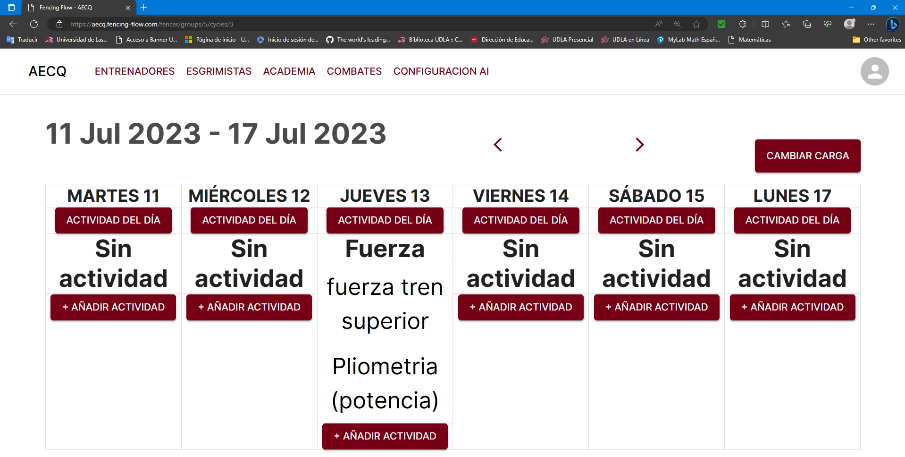 Fencing Flow - AECQ
https://aecq.fencing-flow.com/fencer/groups/5/cycles/3
Traducir
Universidad de Las...
Acceso a Banner U...
Página de inicio - U...
Inicio de sesión de...
The world's leading...
Biblioteca UDLA » C...
Dirección de Educa...
UDLA Presencial
UDLA en Línea
MyLab Math Españ...
Matemáticas
Other favorites
AECQ
ENTRENADORES
ESGRIMISTAS
ACADEMIA
COMBATES
CONFIGURACION AI
11 Jul 2023 - 17 Jul 2023
CAMBIAR CARGA
MARTES 11
MIÉRCOLES 12
JUEVES 13
VIERNES 14
SÁBADO 15
LUNES 17
ACTIVIDAD DEL DÍA
ACTIVIDAD DEL DÍA
ACTIVIDAD DEL DÍA
ACTIVIDAD DEL DÍA
ACTIVIDAD DEL DÍA
ACTIVIDAD DEL DÍA
Sin
actividad
+ AÑADIR ACTIVIDAD
Sin
actividad
+ AÑADIR ACTIVIDAD
Fuerza
fuerza tren
superior
Pliometria
(potencia)
+ AÑADIR ACTIVIDAD
Sin
actividad
+ AÑADIR ACTIVIDAD
Sin
actividad
+ AÑADIR ACTIVIDAD
Sin
actividad
+ AÑADIR ACTIVIDAD